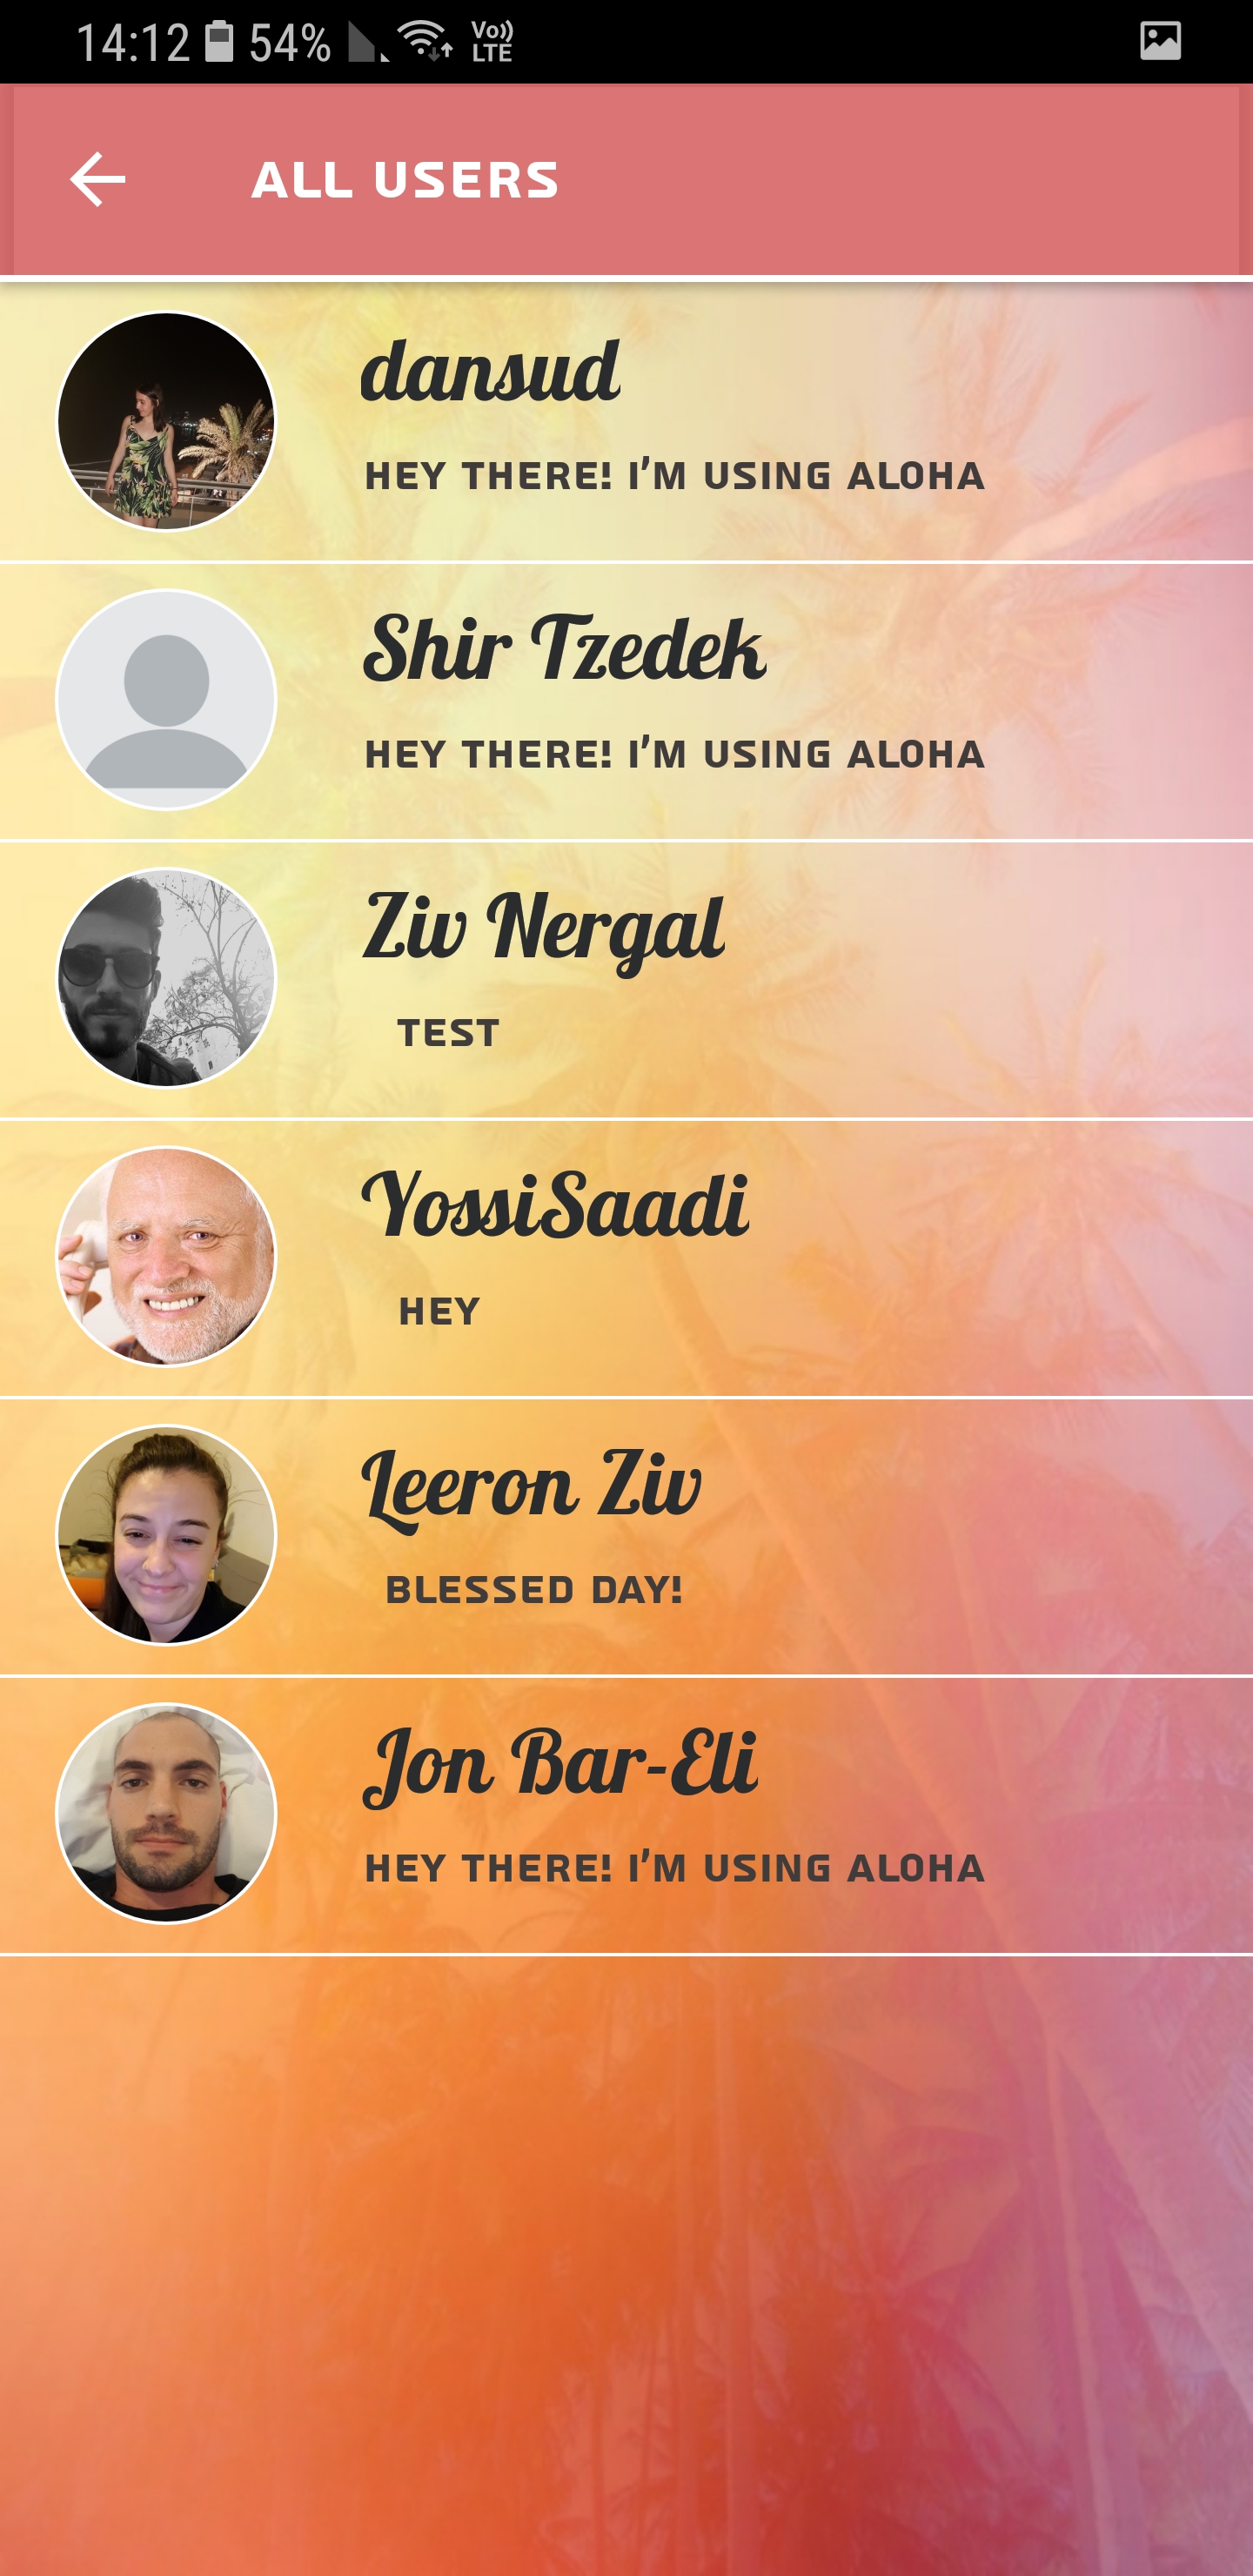 14:12 54% Vo)) LTE
ALL USERS
dansud
HEY THERE! I'M USING ALOHA
Shir Tzedek
HEY THERE! I'M USING ALOHA
Ziv Nergal
TEST
YossiSaadi
HEY
Leeron Ziv
BLESSED DAY!
Jon Bar-Eli
HEY THERE! I'M USING ALOHA